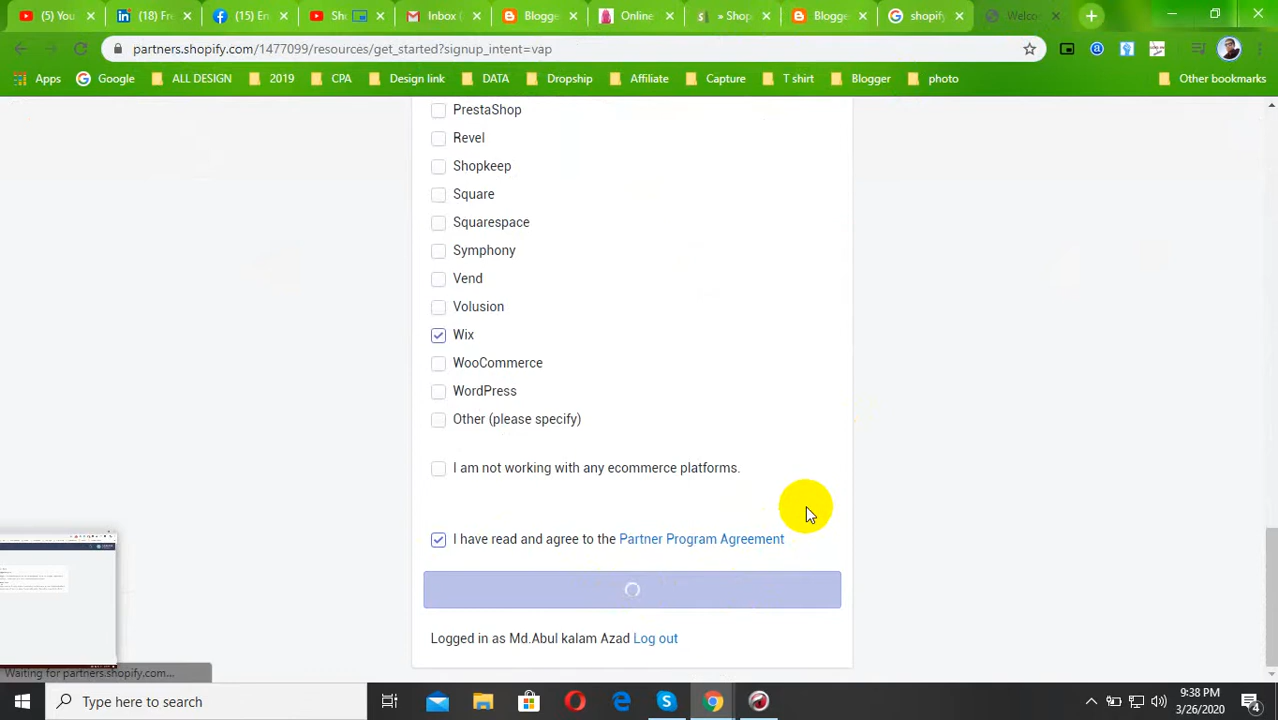 (5) You
(18) Fre
(15) En
Sh
Inbox (
Blogge
Online
» Shop
Blogge
shopify
Welco
partners.shopify.com/1477099/resources/get_started?signup_intent=vap
Apps
Google
ALL DESIGN
2019
CPA
Design link
DATA
Dropship
Affiliate
Capture
T shirt
Blogger
photo
Other bookmarks
PrestaShop
Revel
Shopkeep
Square
Squarespace
Symphony
Vend
Volusion
Wix
WooCommerce
WordPress
Other (please specify)
I am not working with any ecommerce platforms.
I have read and agree to the Partner Program Agreement
Logged in as Md.Abul kalam Azad Log out
Waiting for partners.shopify.com...
Type here to search
9:38 PM
3/26/2020
4